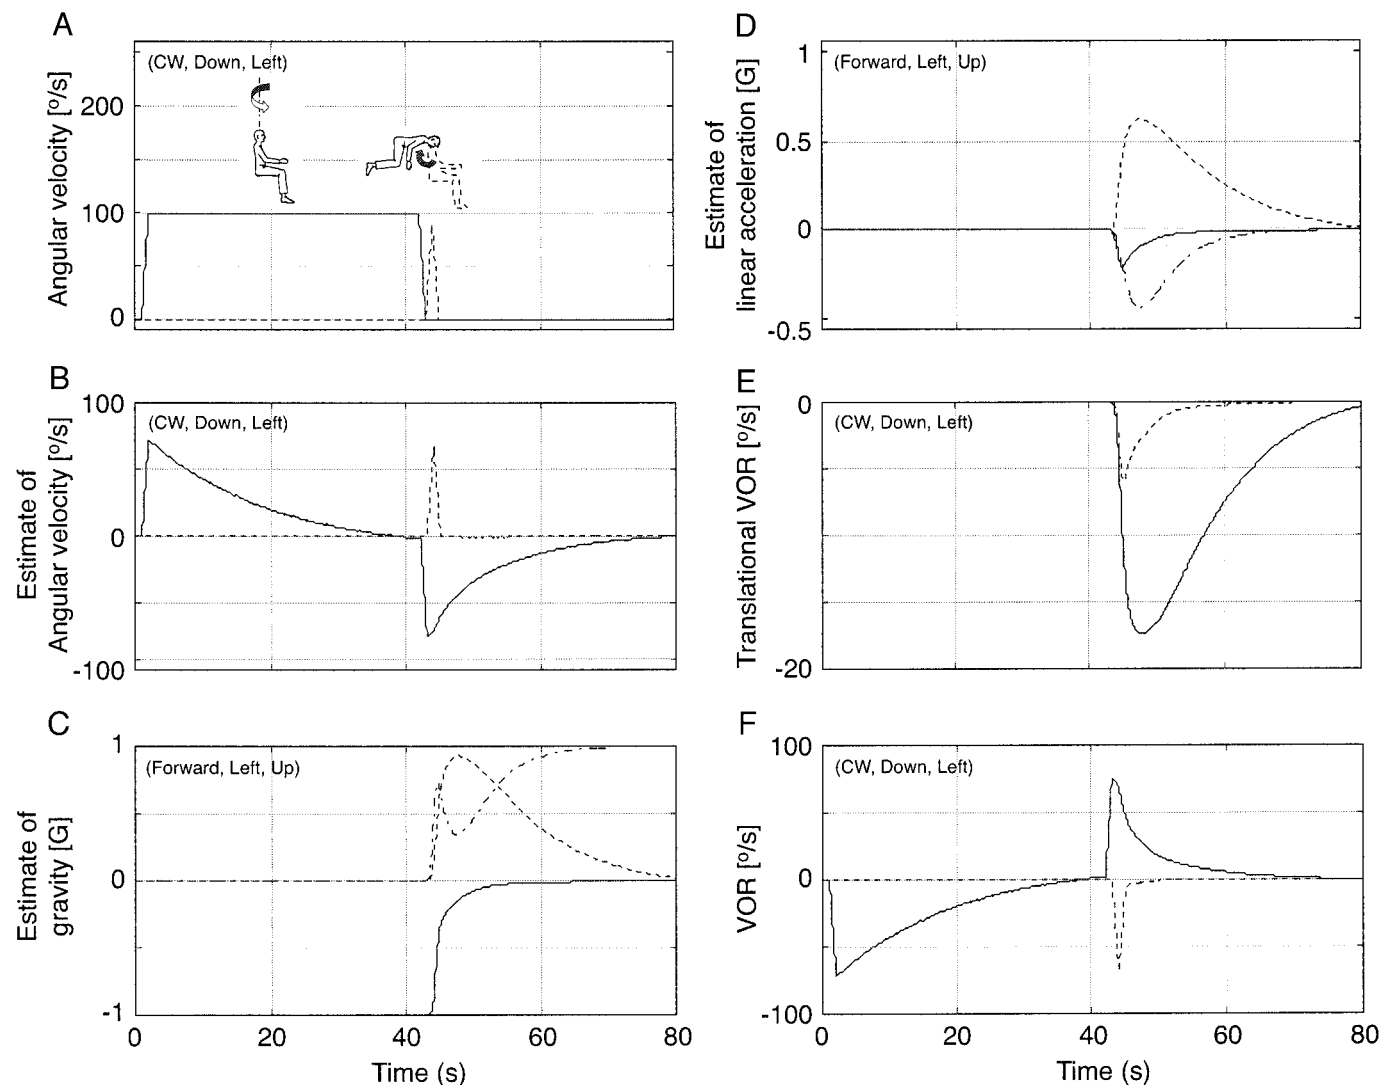 A
Angular velocity [º/s]
(CW, Down, Left)
200
100
0
B
Estimate of
Angular velocity [º/s]
(CW, Down, Left)
100
0
-100
C
Estimate of
gravity [G]
(Forward, Left, Up)
1
0
-1
0 20 40 60 80
Time (s)
D
Estimate of
linear acceleration [G]
(Forward, Left, Up)
1
0.5
0
-0.5
E
Translational VOR [º/s]
(CW, Down, Left)
0
-20
F
VOR [º/s]
(CW, Down, Left)
100
0
-100
0 20 40 60 80
Time (s)